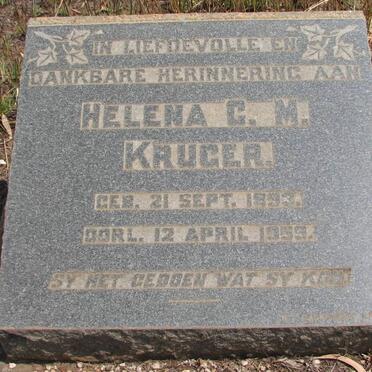 IN LIEFDEVOLLE EN
DANKBARE HERINNERING AAN
HELENA C. M.
KRUGER.
GEB. 21 SEPT. 1893.
OORL. 12 APRIL 1959.
SY HET GEDOEN WAT SY KON